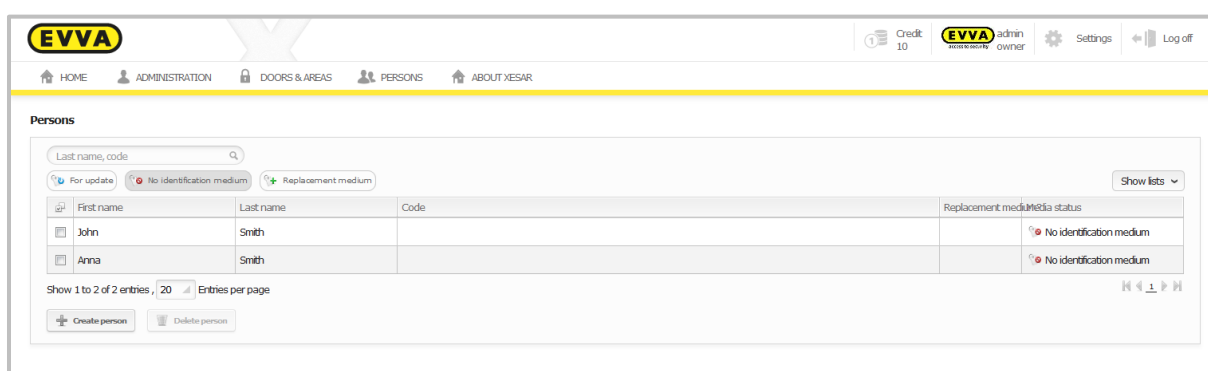 EVVA
Credit
10
EVVA
access to security
admin
owner
Settings
Log off
HOME
ADMINISTRATION
DOORS & AREAS
PERSONS
ABOUT XESAR
Persons
Last name, code
For update
No identification medium
Replacement medium
Show lists
First name
Last name
Code
Replacement medium
Media status
John
Smith
No identification medium
Anna
Smith
No identification medium
Show 1 to 2 of 2 entries , 20 Entries per page
1
Create person
Delete person